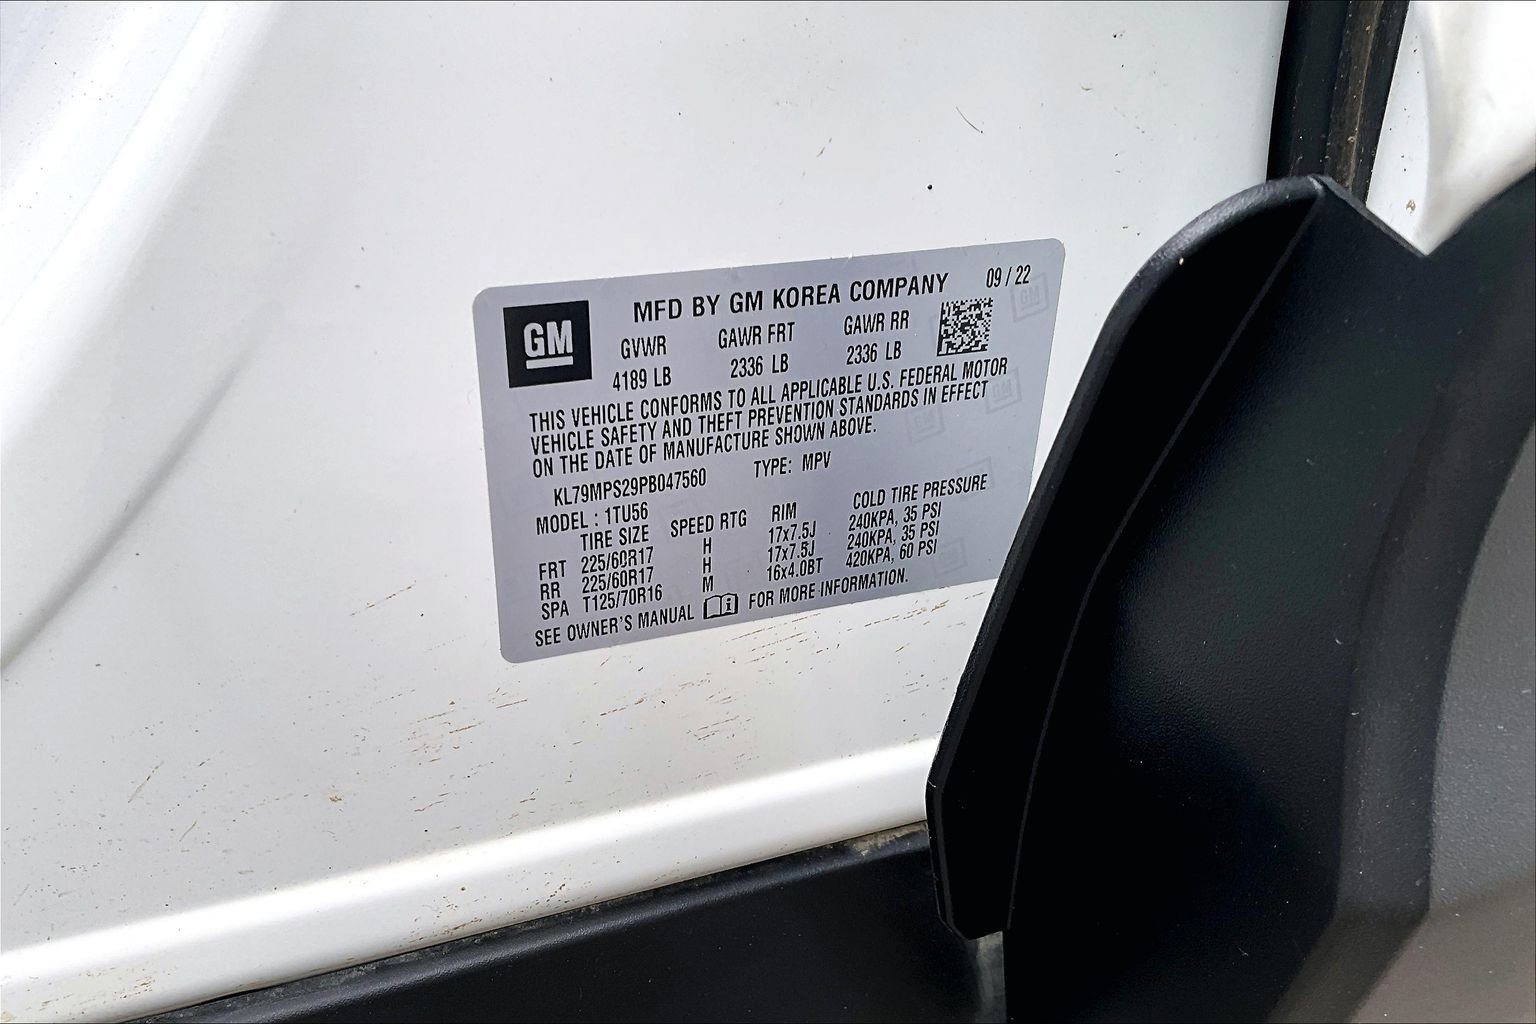 MFD BY GM KOREA COMPANY 09 / 22
GM
GVWR GAWR FRT GAWR RR
4189 LB 2336 LB 2336 LB
THIS VEHICLE CONFORMS TO ALL APPLICABLE U.S. FEDERAL MOTOR
VEHICLE SAFETY AND THEFT PREVENTION STANDARDS IN EFFECT
ON THE DATE OF MANUFACTURE SHOWN ABOVE.
KL79MPS29PB047560 TYPE: MPV
MODEL : 1TU56
TIRE SIZE SPEED RTG RIM COLD TIRE PRESSURE
FRT 225/60R17 H 17x7.5J 240KPA, 35 PSI
RR 225/60R17 H 17x7.5J 240KPA, 35 PSI
SPA T125/70R16 M 16x4.0BT 420KPA, 60 PSI
SEE OWNER'S MANUAL FOR MORE INFORMATION.